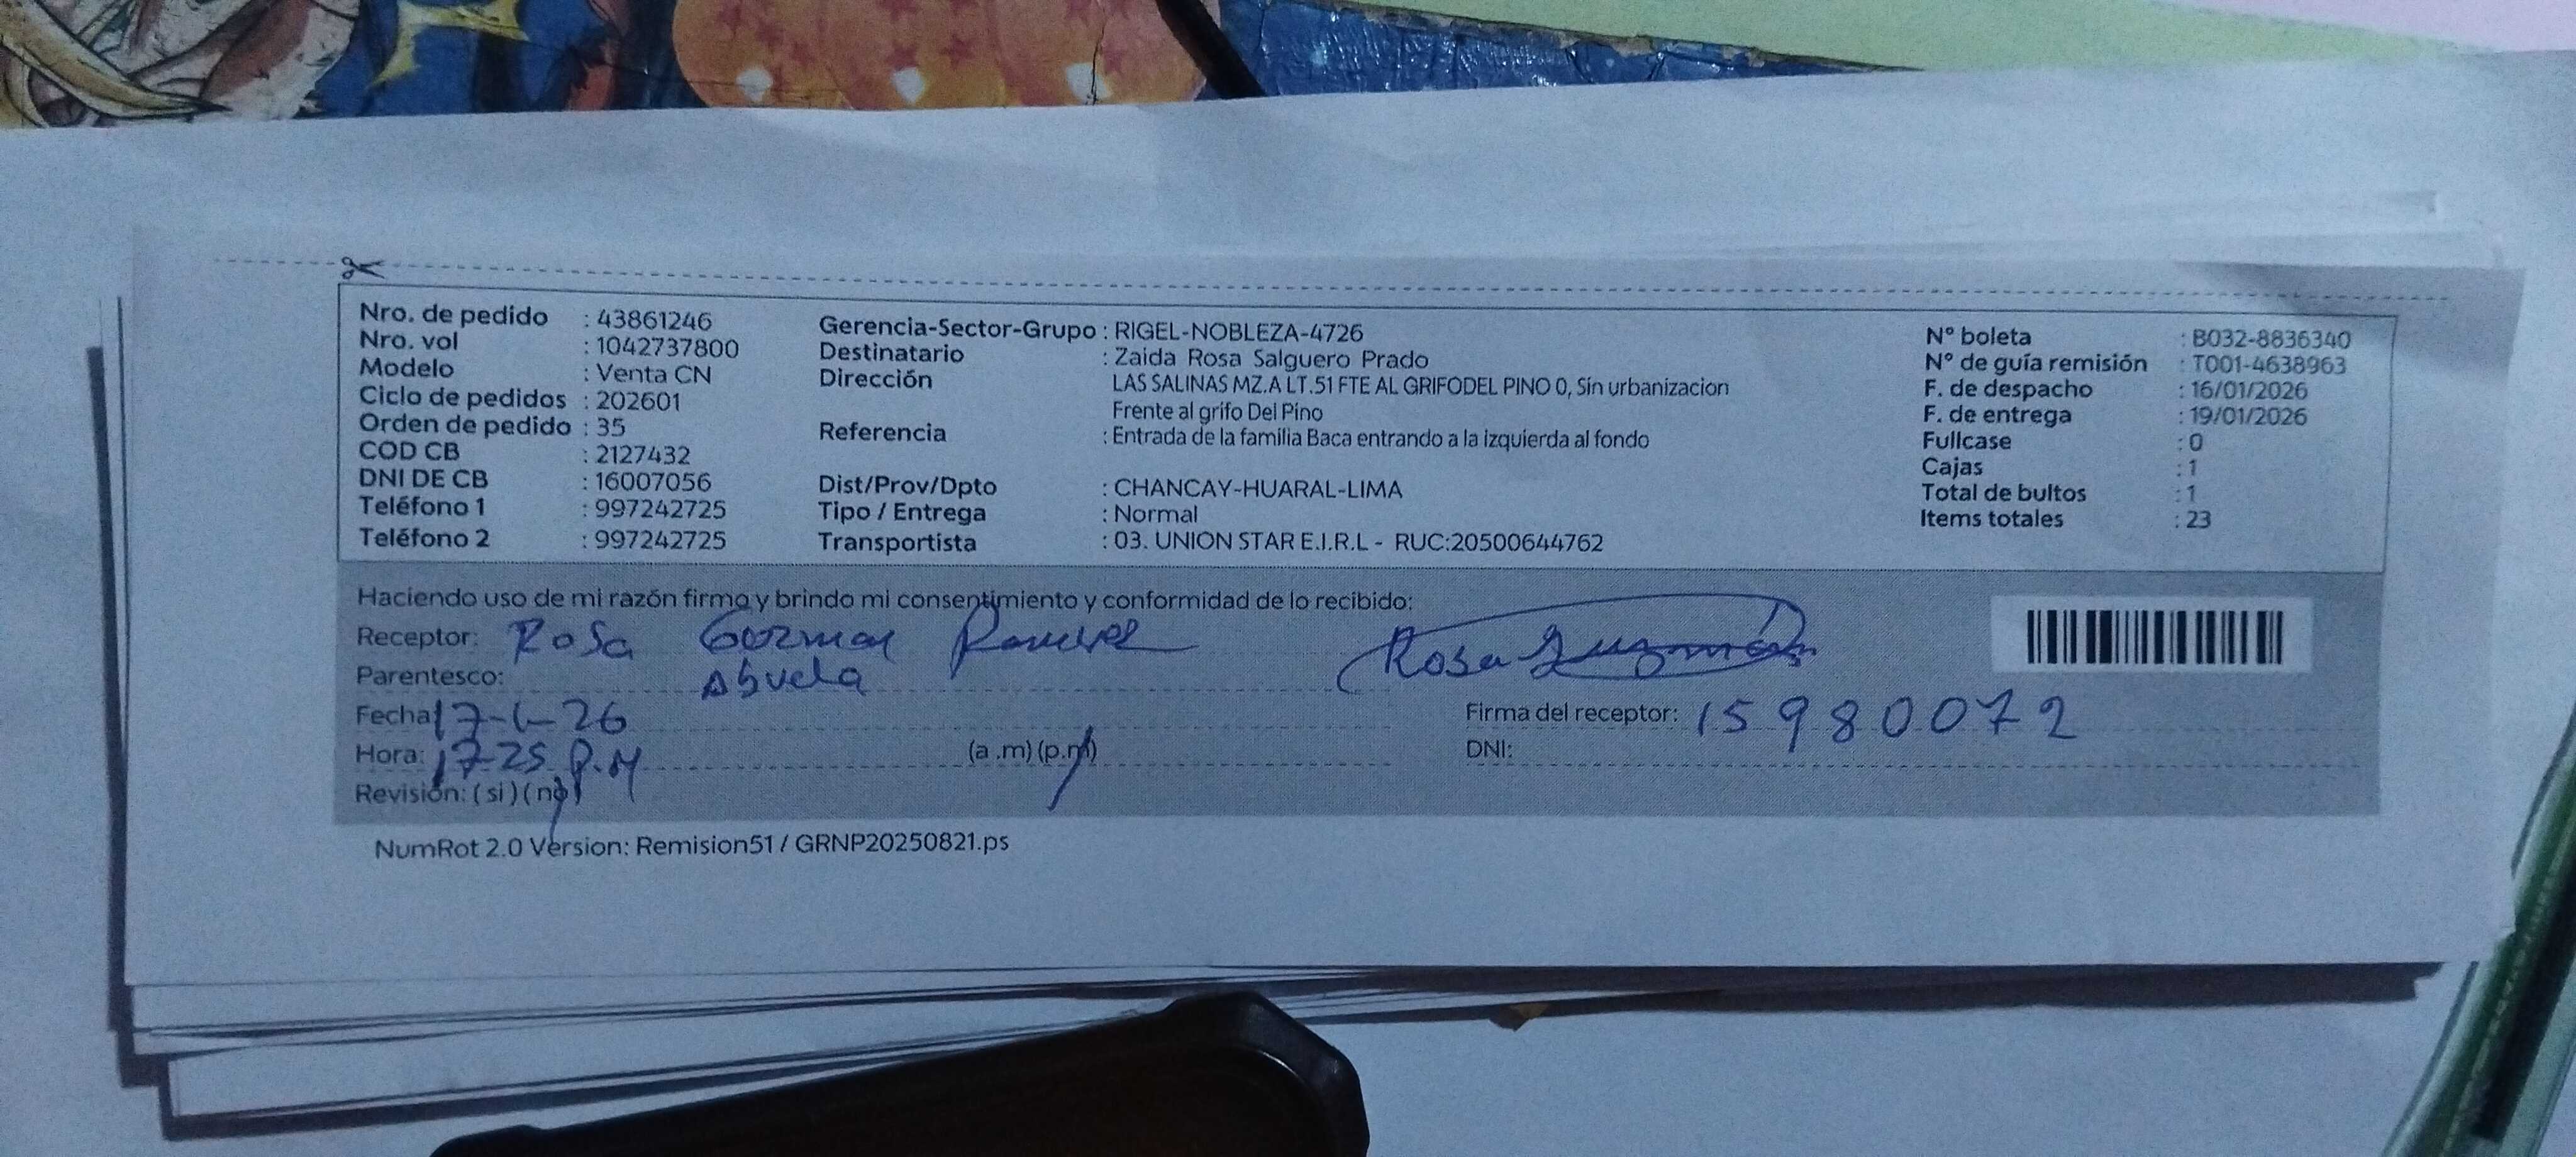 Nro. de pedido : 43861246
Nro. vol : 1042737800
Modelo : Venta CN
Ciclo de pedidos : 202601
Orden de pedido : 35
COD CB : 2127432
DNI DE CB : 16007056
Teléfono 1 : 997242725
Teléfono 2 : 997242725
Gerencia-Sector-Grupo : RIGEL-NOBLEZA-4726
Destinatario : Zaida Rosa Salguero Prado
Dirección LAS SALINAS MZ.A LT.51 FTE AL GRIFODEL PINO 0, Sin urbanizacion
Frente al grifo Del Pino
Referencia : Entrada de la familia Baca entrando a la izquierda al fondo
Dist/Prov/Dpto : CHANCAY-HUARAL-LIMA
Tipo / Entrega : Normal
Transportista : 03. UNION STAR E.I.R.L - RUC:20500644762
N° boleta : B032-8836340
N° de guía remisión : T001-4638963
F. de despacho : 16/01/2026
F. de entrega : 19/01/2026
Fullcase : 0
Cajas : 1
Total de bultos : 1
Items totales : 23
Haciendo uso de mi razón firmo y brindo mi consentimiento y conformidad de lo recibido:
Receptor: Rosa Guzman Ramirez
Parentesco: Abuela
Fecha 17-1-26
Hora: 17-25 P.M (a .m) (p.m)
Revisión: ( si ) ( no )
Rosa Guzmán
Firma del receptor: 15980072
DNI:
NumRot 2.0 Version: Remision51 / GRNP20250821.ps